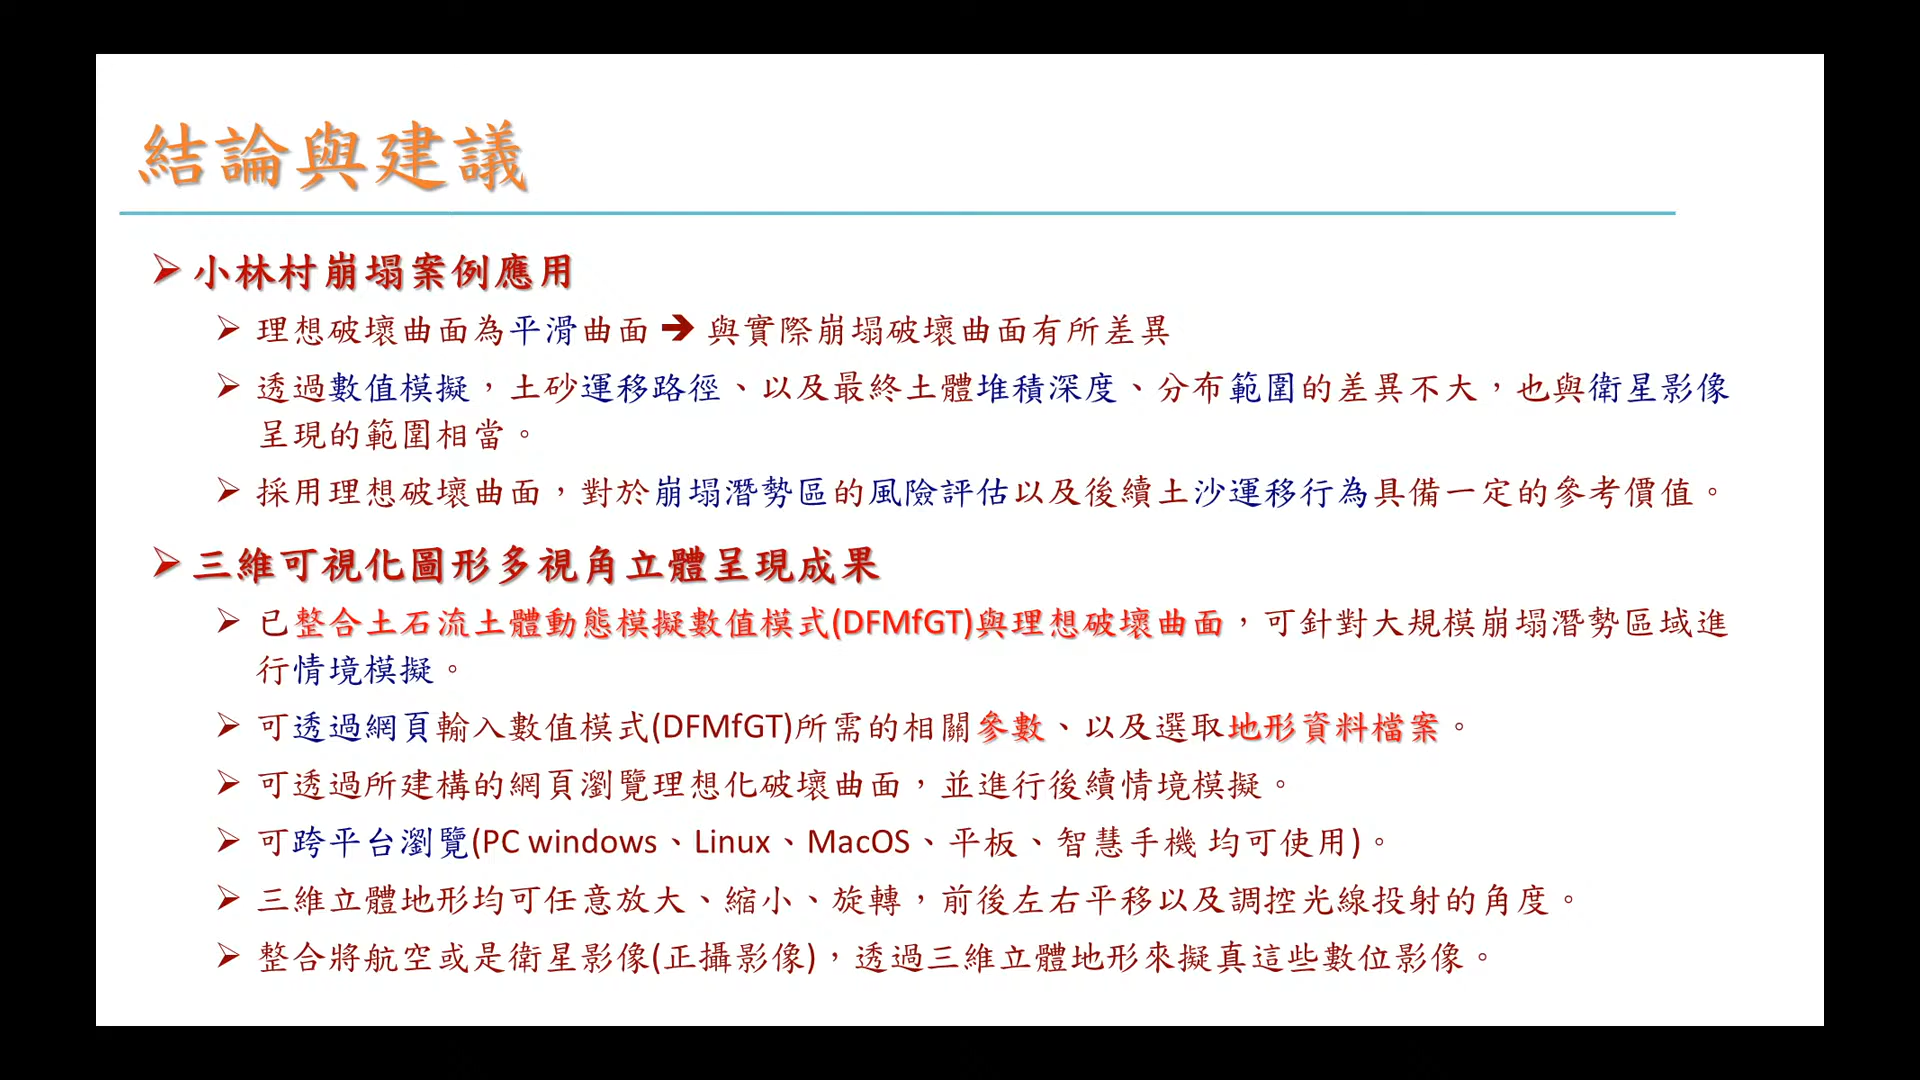 結論與建議
➢ 小林村崩塌案例應用
➢ 理想破壞曲面為平滑曲面 ➔ 與實際崩塌破壞曲面有所差異
➢ 透過數值模擬，土砂運移路徑、以及最終土體堆積深度、分布範圍的差異不大，也與衛星影像
呈現的範圍相當。
➢ 採用理想破壞曲面，對於崩塌潛勢區的風險評估以及後續土沙運移行為具備一定的參考價值。
➢ 三維可視化圖形多視角立體呈現成果
➢ 已整合土石流土體動態模擬數值模式(DFMfGT)與理想破壞曲面，可針對大規模崩塌潛勢區域進
行情境模擬。
➢ 可透過網頁輸入數值模式(DFMfGT)所需的相關參數、以及選取地形資料檔案。
➢ 可透過所建構的網頁瀏覽理想化破壞曲面，並進行後續情境模擬。
➢ 可跨平台瀏覽(PC windows、Linux、MacOS、平板、智慧手機 均可使用)。
➢ 三維立體地形均可任意放大、縮小、旋轉，前後左右平移以及調控光線投射的角度。
➢ 整合將航空或是衛星影像(正攝影像)，透過三維立體地形來擬真這些數位影像。